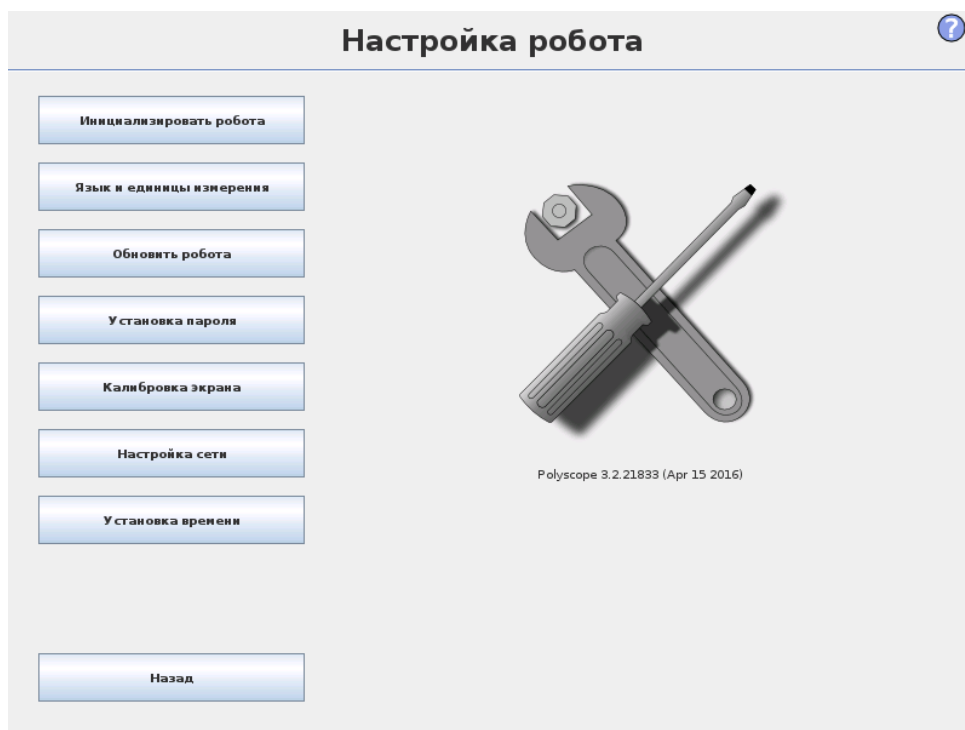 Настройка робота
?
Инициализировать робота
Язык и единицы измерения
Обновить робота
Установка пароля
Калибровка экрана
Настройка сети
Polyscope 3.2.21833 (Apr 15 2016)
Установка времени
Назад